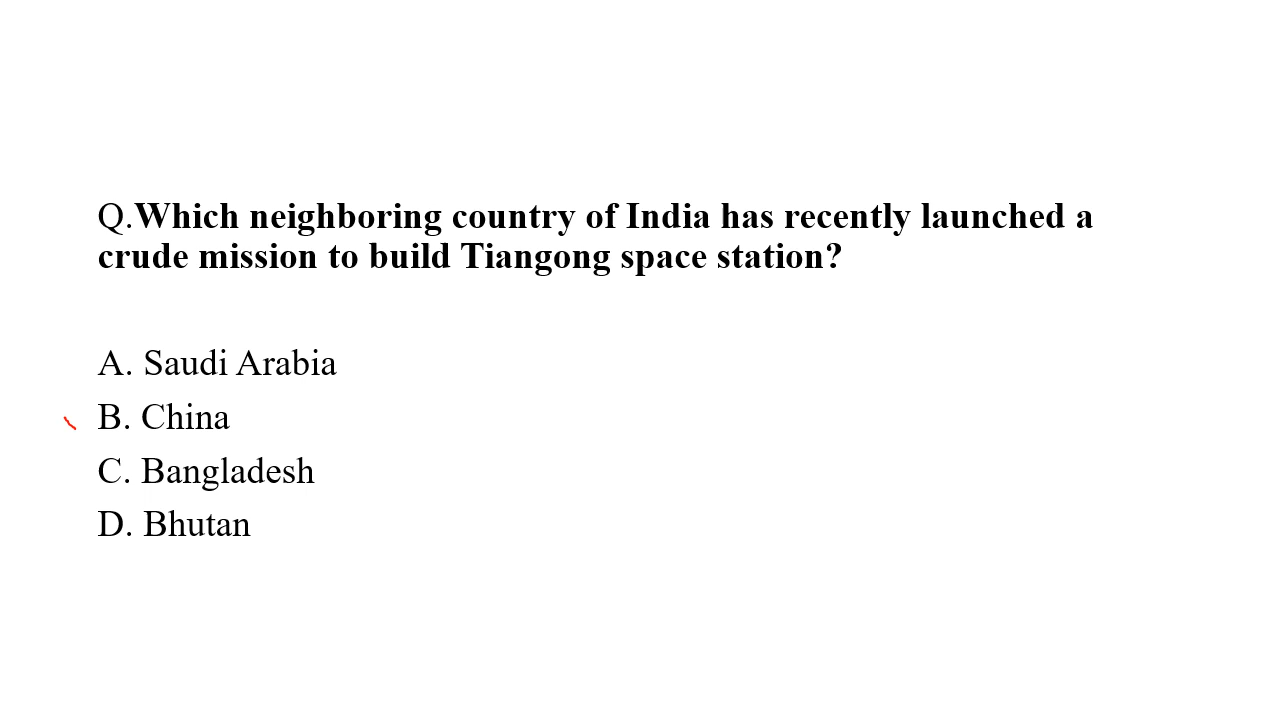 Q.Which neighboring country of India has recently launched a
crude mission to build Tiangong space station?
A. Saudi Arabia
B. China
C. Bangladesh
D. Bhutan